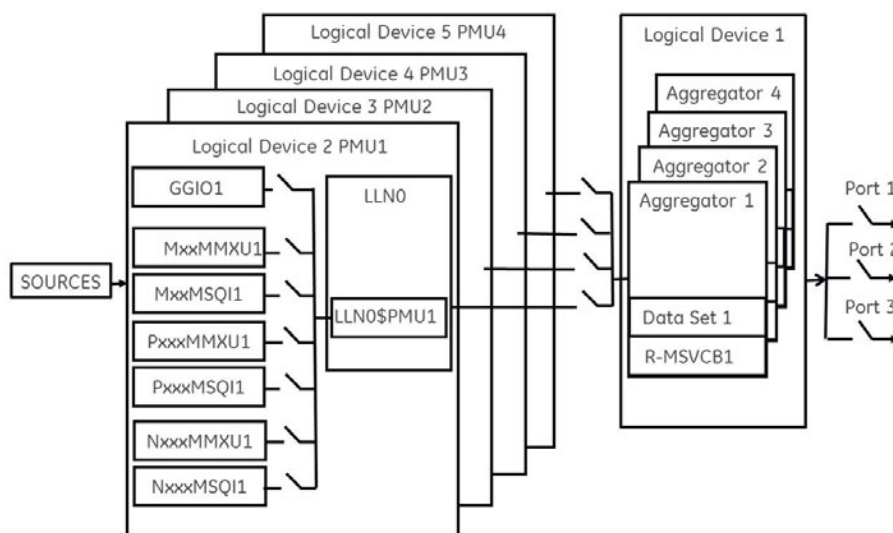 Logical Device 5 PMU4
Logical Device 4 PMU3
Logical Device 3 PMU2
Logical Device 2 PMU1
GGIO1
MxxMMXU1
MxxMSQI1
PxxxMMXU1
PxxxMSQI1
NxxxMMXU1
NxxxMSQI1
SOURCES
LLN0
LLN0$PMU1
Logical Device 1
Aggregator 4
Aggregator 3
Aggregator 2
Aggregator 1
Data Set 1
R-MSVCB1
Port 1
Port 2
Port 3